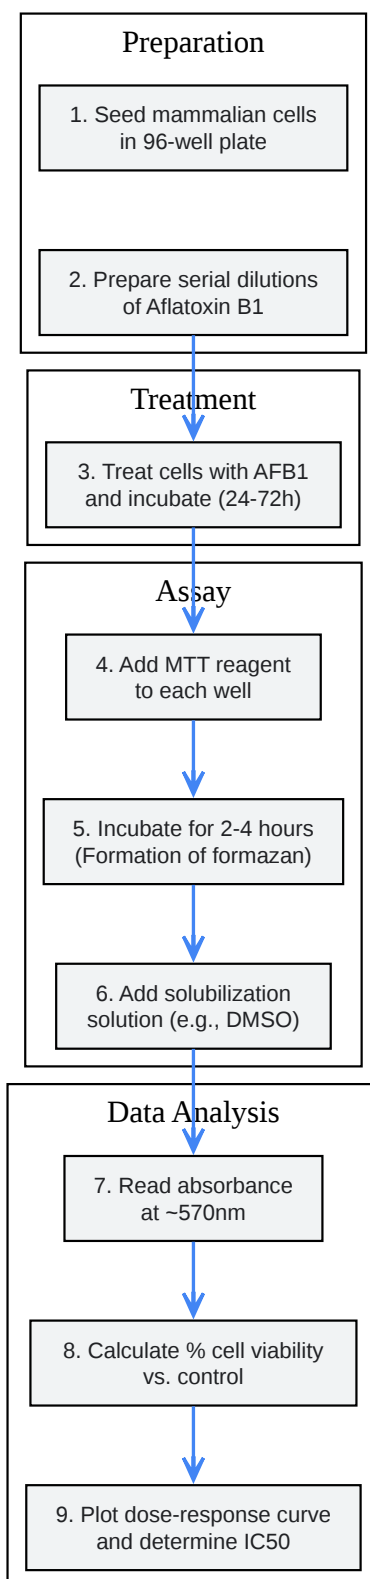 Preparation
1. Seed mammalian cells
in 96-well plate
2. Prepare serial dilutions
of Aflatoxin B1
Treatment
3. Treat cells with AFB1
and incubate (24-72h)
Assay
4. Add MTT reagent
to each well
5. Incubate for 2-4 hours
(Formation of formazan)
6. Add solubilization
solution (e.g., DMSO)
Data Analysis
7. Read absorbance
at ~570nm
8. Calculate % cell viability
vs. control
9. Plot dose-response curve
and determine IC50